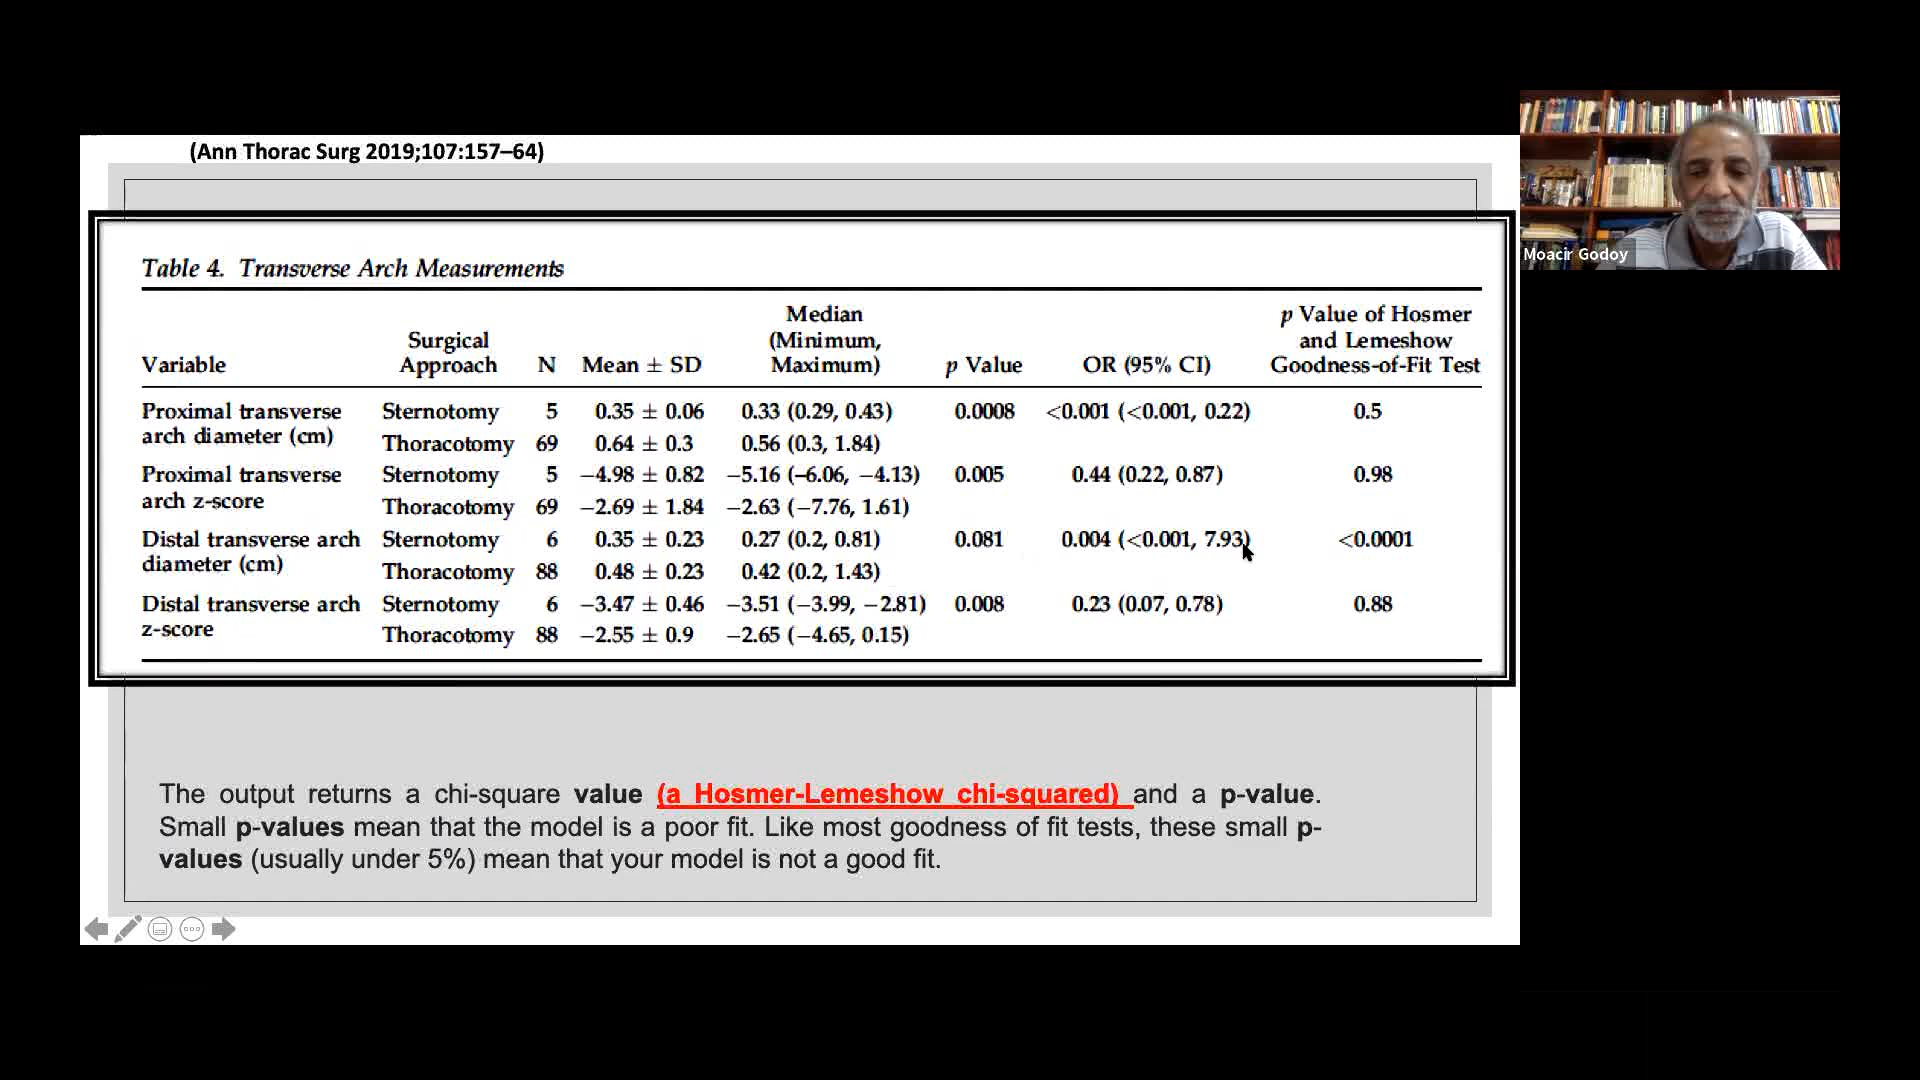 (Ann Thorac Surg 2019;107:157–64)
Table 4. Transverse Arch Measurements
Variable Surgical Approach N Mean ± SD Median (Minimum, Maximum) p Value OR (95% CI) p Value of Hosmer and Lemeshow Goodness-of-Fit Test
Proximal transverse arch diameter (cm) Sternotomy 5 0.35 ± 0.06 0.33 (0.29, 0.43) 0.0008 <0.001 (<0.001, 0.22) 0.5
Thoracotomy 69 0.64 ± 0.3 0.56 (0.3, 1.84)
Proximal transverse arch z-score Sternotomy 5 −4.98 ± 0.82 −5.16 (−6.06, −4.13) 0.005 0.44 (0.22, 0.87) 0.98
Thoracotomy 69 −2.69 ± 1.84 −2.63 (−7.76, 1.61)
Distal transverse arch diameter (cm) Sternotomy 6 0.35 ± 0.23 0.27 (0.2, 0.81) 0.081 0.004 (<0.001, 7.93) <0.0001
Thoracotomy 88 0.48 ± 0.23 0.42 (0.2, 1.43)
Distal transverse arch z-score Sternotomy 6 −3.47 ± 0.46 −3.51 (−3.99, −2.81) 0.008 0.23 (0.07, 0.78) 0.88
Thoracotomy 88 −2.55 ± 0.9 −2.65 (−4.65, 0.15)
The output returns a chi-square value (a Hosmer-Lemeshow chi-squared) and a p-value.
Small p-values mean that the model is a poor fit. Like most goodness of fit tests, these small p-
values (usually under 5%) mean that your model is not a good fit.
Moacir Godoy